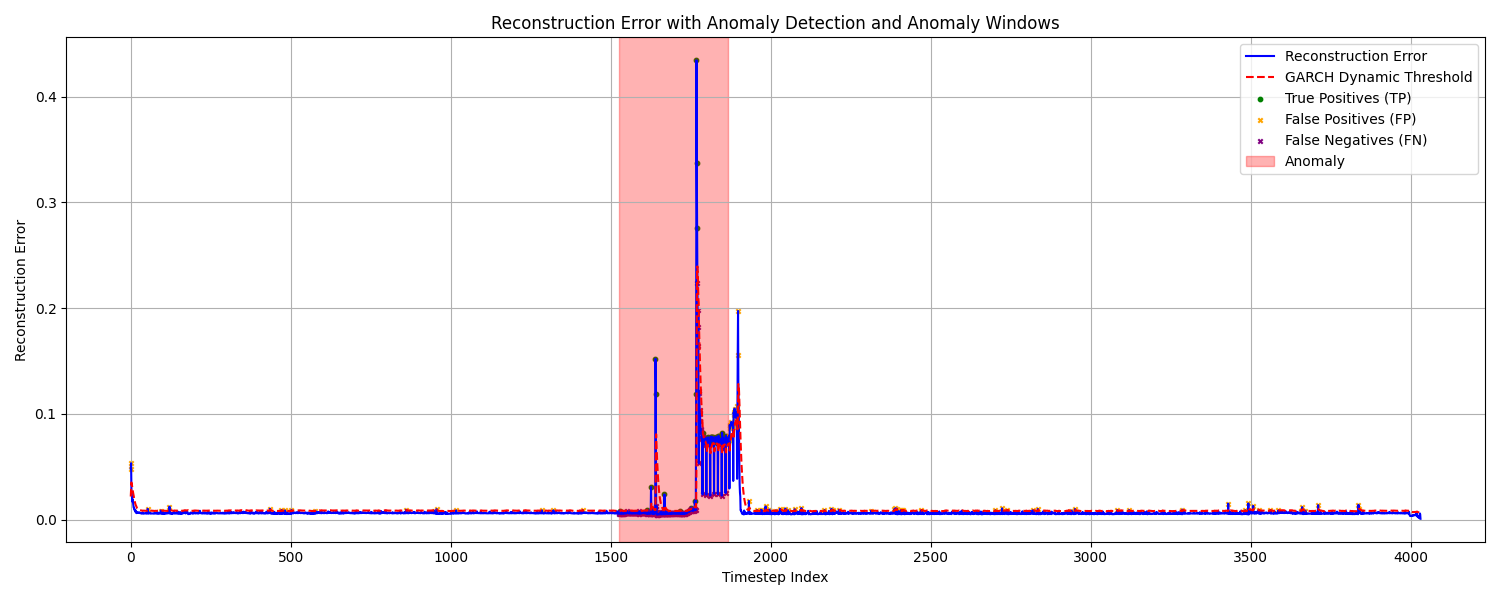 Reconstruction Error with Anomaly Detection and Anomaly Windows
Reconstruction Error
GARCH Dynamic Threshold
True Positives (TP)
False Positives (FP)
False Negatives (FN)
Anomaly
Reconstruction Error
0.4
0.3
0.2
0.1
0.0
0 500 1000 1500 2000 2500 3000 3500 4000
Timestep Index